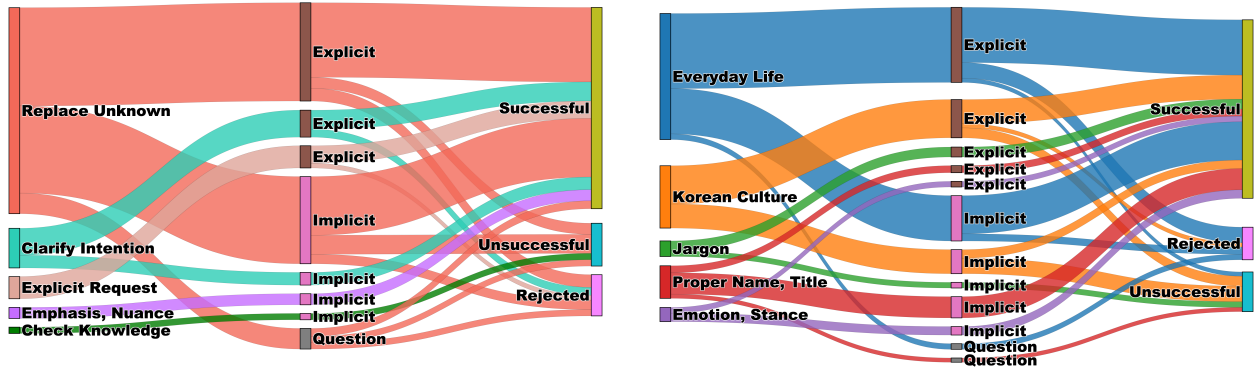 Replace Unknown
Clarify Intention
Explicit Request
Emphasis, Nuance
Check Knowledge
Explicit
Explicit
Explicit
Implicit
Implicit
Implicit
Implicit
Question
Successful
Unsuccessful
Rejected
Everyday Life
Korean Culture
Jargon
Proper Name, Title
Emotion, Stance
Explicit
Explicit
Explicit
Explicit
Explicit
Implicit
Implicit
Implicit
Implicit
Implicit
Question
Question
Successful
Rejected
Unsuccessful